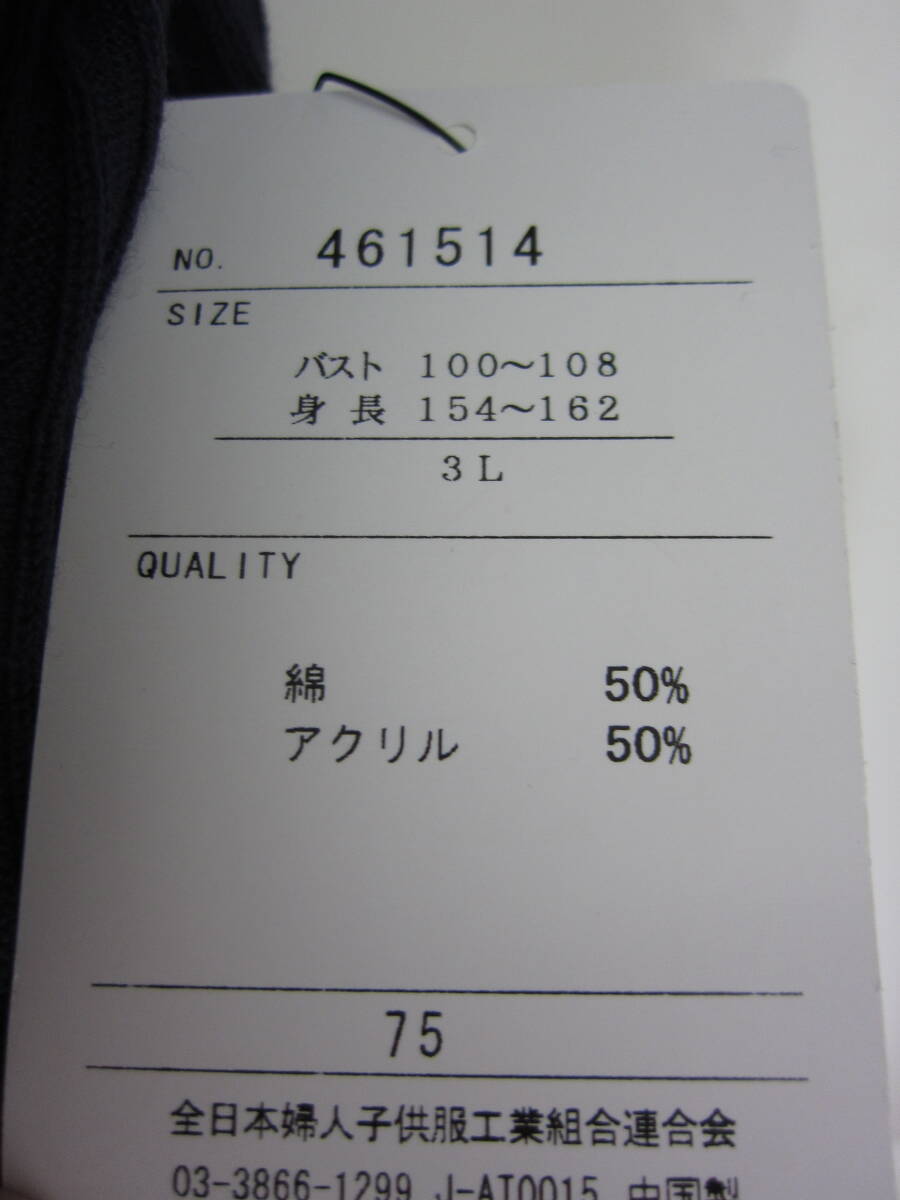 NO. 461514
SIZE
バスト 100～108
身長 154～162
3L
QUALITY
綿 50%
アクリル 50%
75
全日本婦人子供服工業組合連合会
03-3866-1299 J-AT0015 中国製